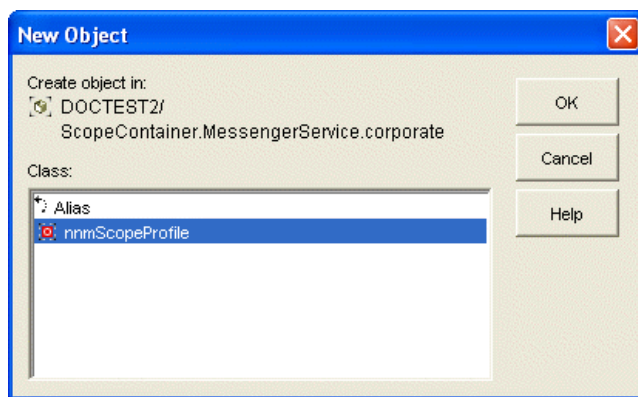 New Object
Create object in:
DOCTEST2/
ScopeContainer.MessengerService.corporate
Class:
Alias
nnmScopeProfile
OK
Cancel
Help